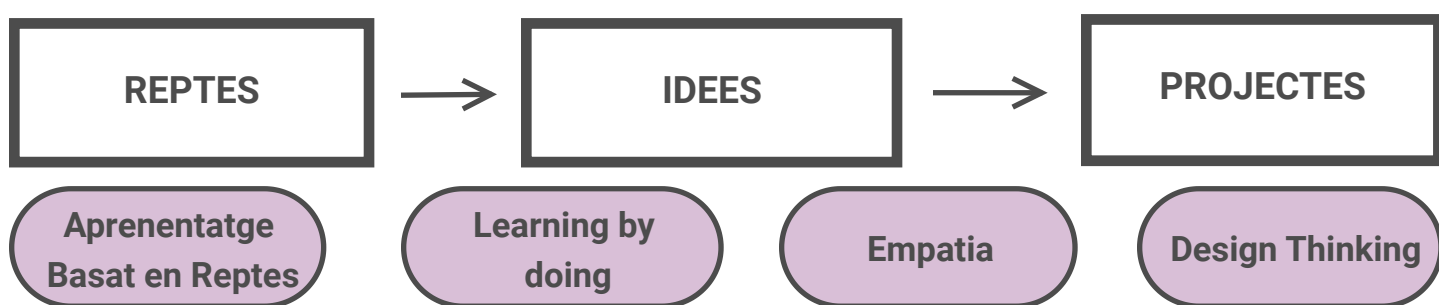 REPTES
IDEES
PROJECTES
Aprenentatge
Basat en Reptes
Learning by
doing
Empatia
Design Thinking